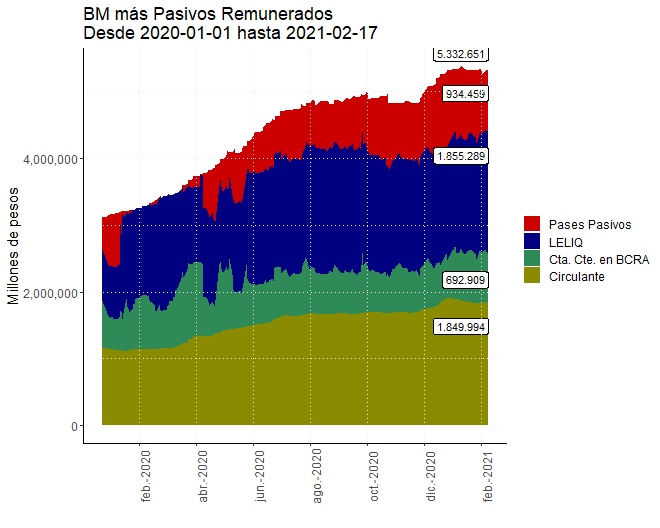 BM más Pasivos Remunerados
Desde 2020-01-01 hasta 2021-02-17
Millones de pesos
4,000,000
2,000,000
0
5.332.651
934.459
1.855.289
692.909
1.849.994
feb.-2020
abr.-2020
jun.-2020
ago.-2020
oct.-2020
dic.-2020
feb.-2021
Pases Pasivos
LELIQ
Cta. Cte. en BCRA
Circulante